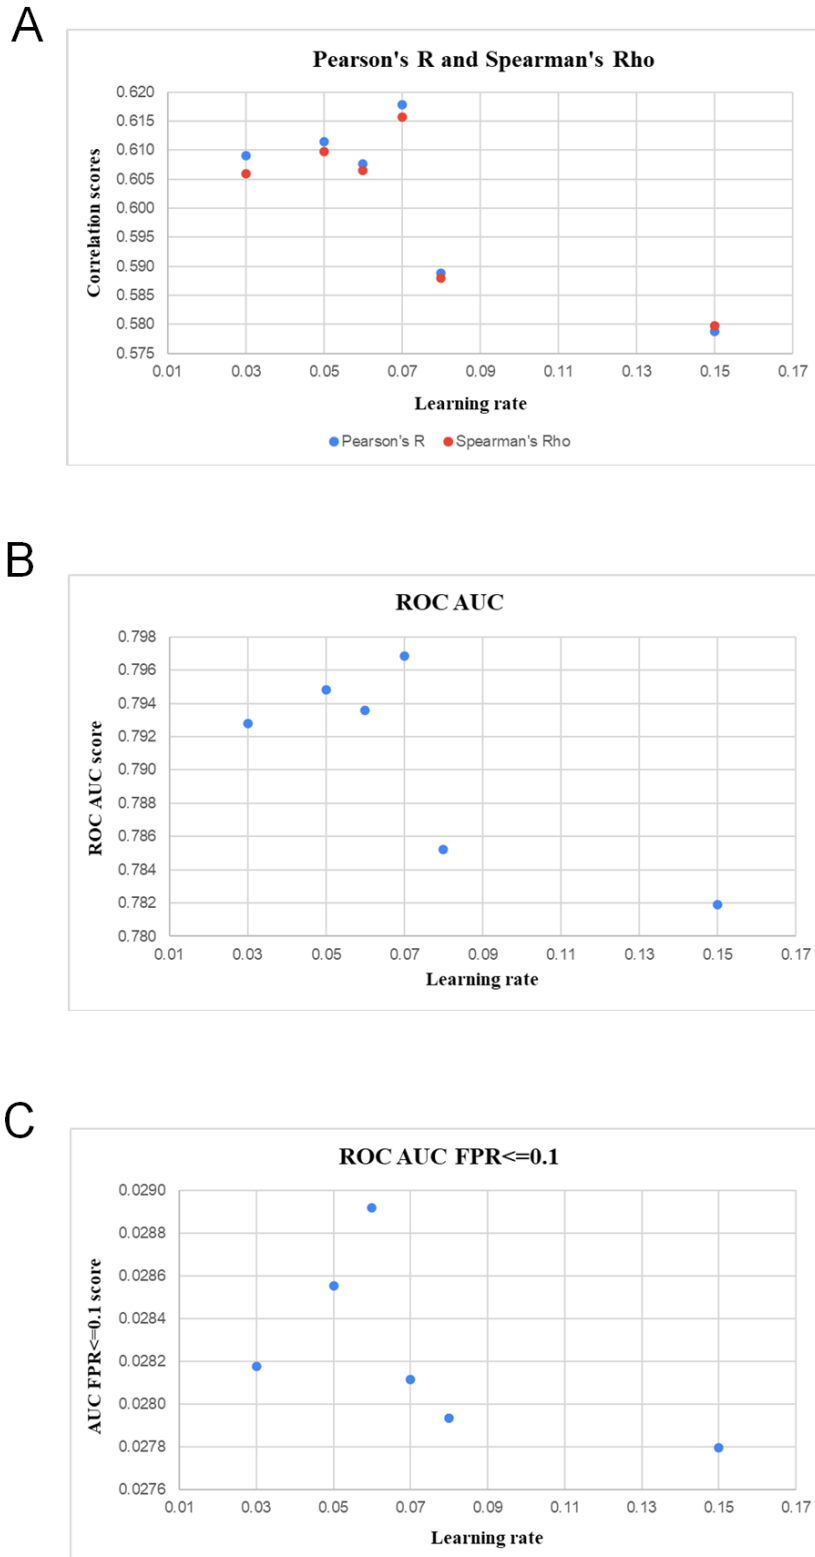 A
Pearson's R and Spearman's Rho
0.620
0.615
0.610
0.605
0.600
0.595
0.590
0.585
0.580
0.575
Correlation scores
0.01 0.03 0.05 0.07 0.09 0.11 0.13 0.15 0.17
Learning rate
Pearson's R Spearman's Rho
B
ROC AUC
0.798
0.796
0.794
0.792
0.790
0.788
0.786
0.784
0.782
0.780
ROC AUC score
0.01 0.03 0.05 0.07 0.09 0.11 0.13 0.15 0.17
Learning rate
C
ROC AUC FPR<=0.1
0.0290
0.0288
0.0286
0.0284
0.0282
0.0280
0.0278
0.0276
AUC FPR<=0.1 score
0.01 0.03 0.05 0.07 0.09 0.11 0.13 0.15 0.17
Learning rate